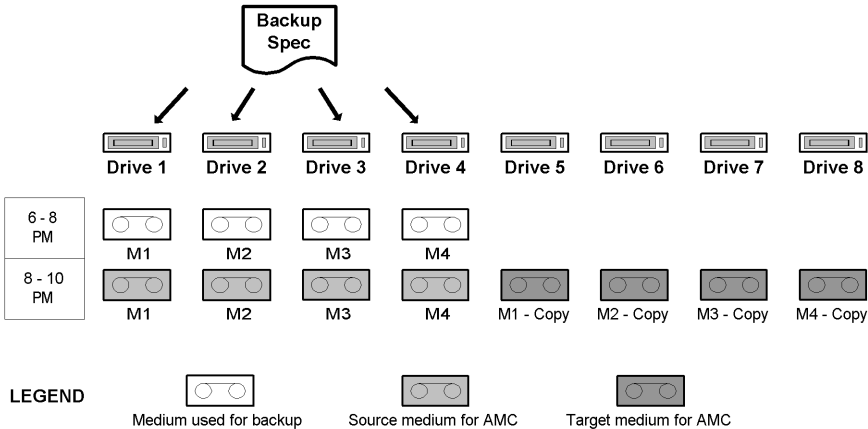 Backup
Spec
Drive 1 Drive 2 Drive 3 Drive 4 Drive 5 Drive 6 Drive 7 Drive 8
6 - 8
PM
M1 M2 M3 M4
8 - 10
PM
M1 M2 M3 M4 M1 - Copy M2 - Copy M3 - Copy M4 - Copy
LEGEND
Medium used for backup Source medium for AMC Target medium for AMC